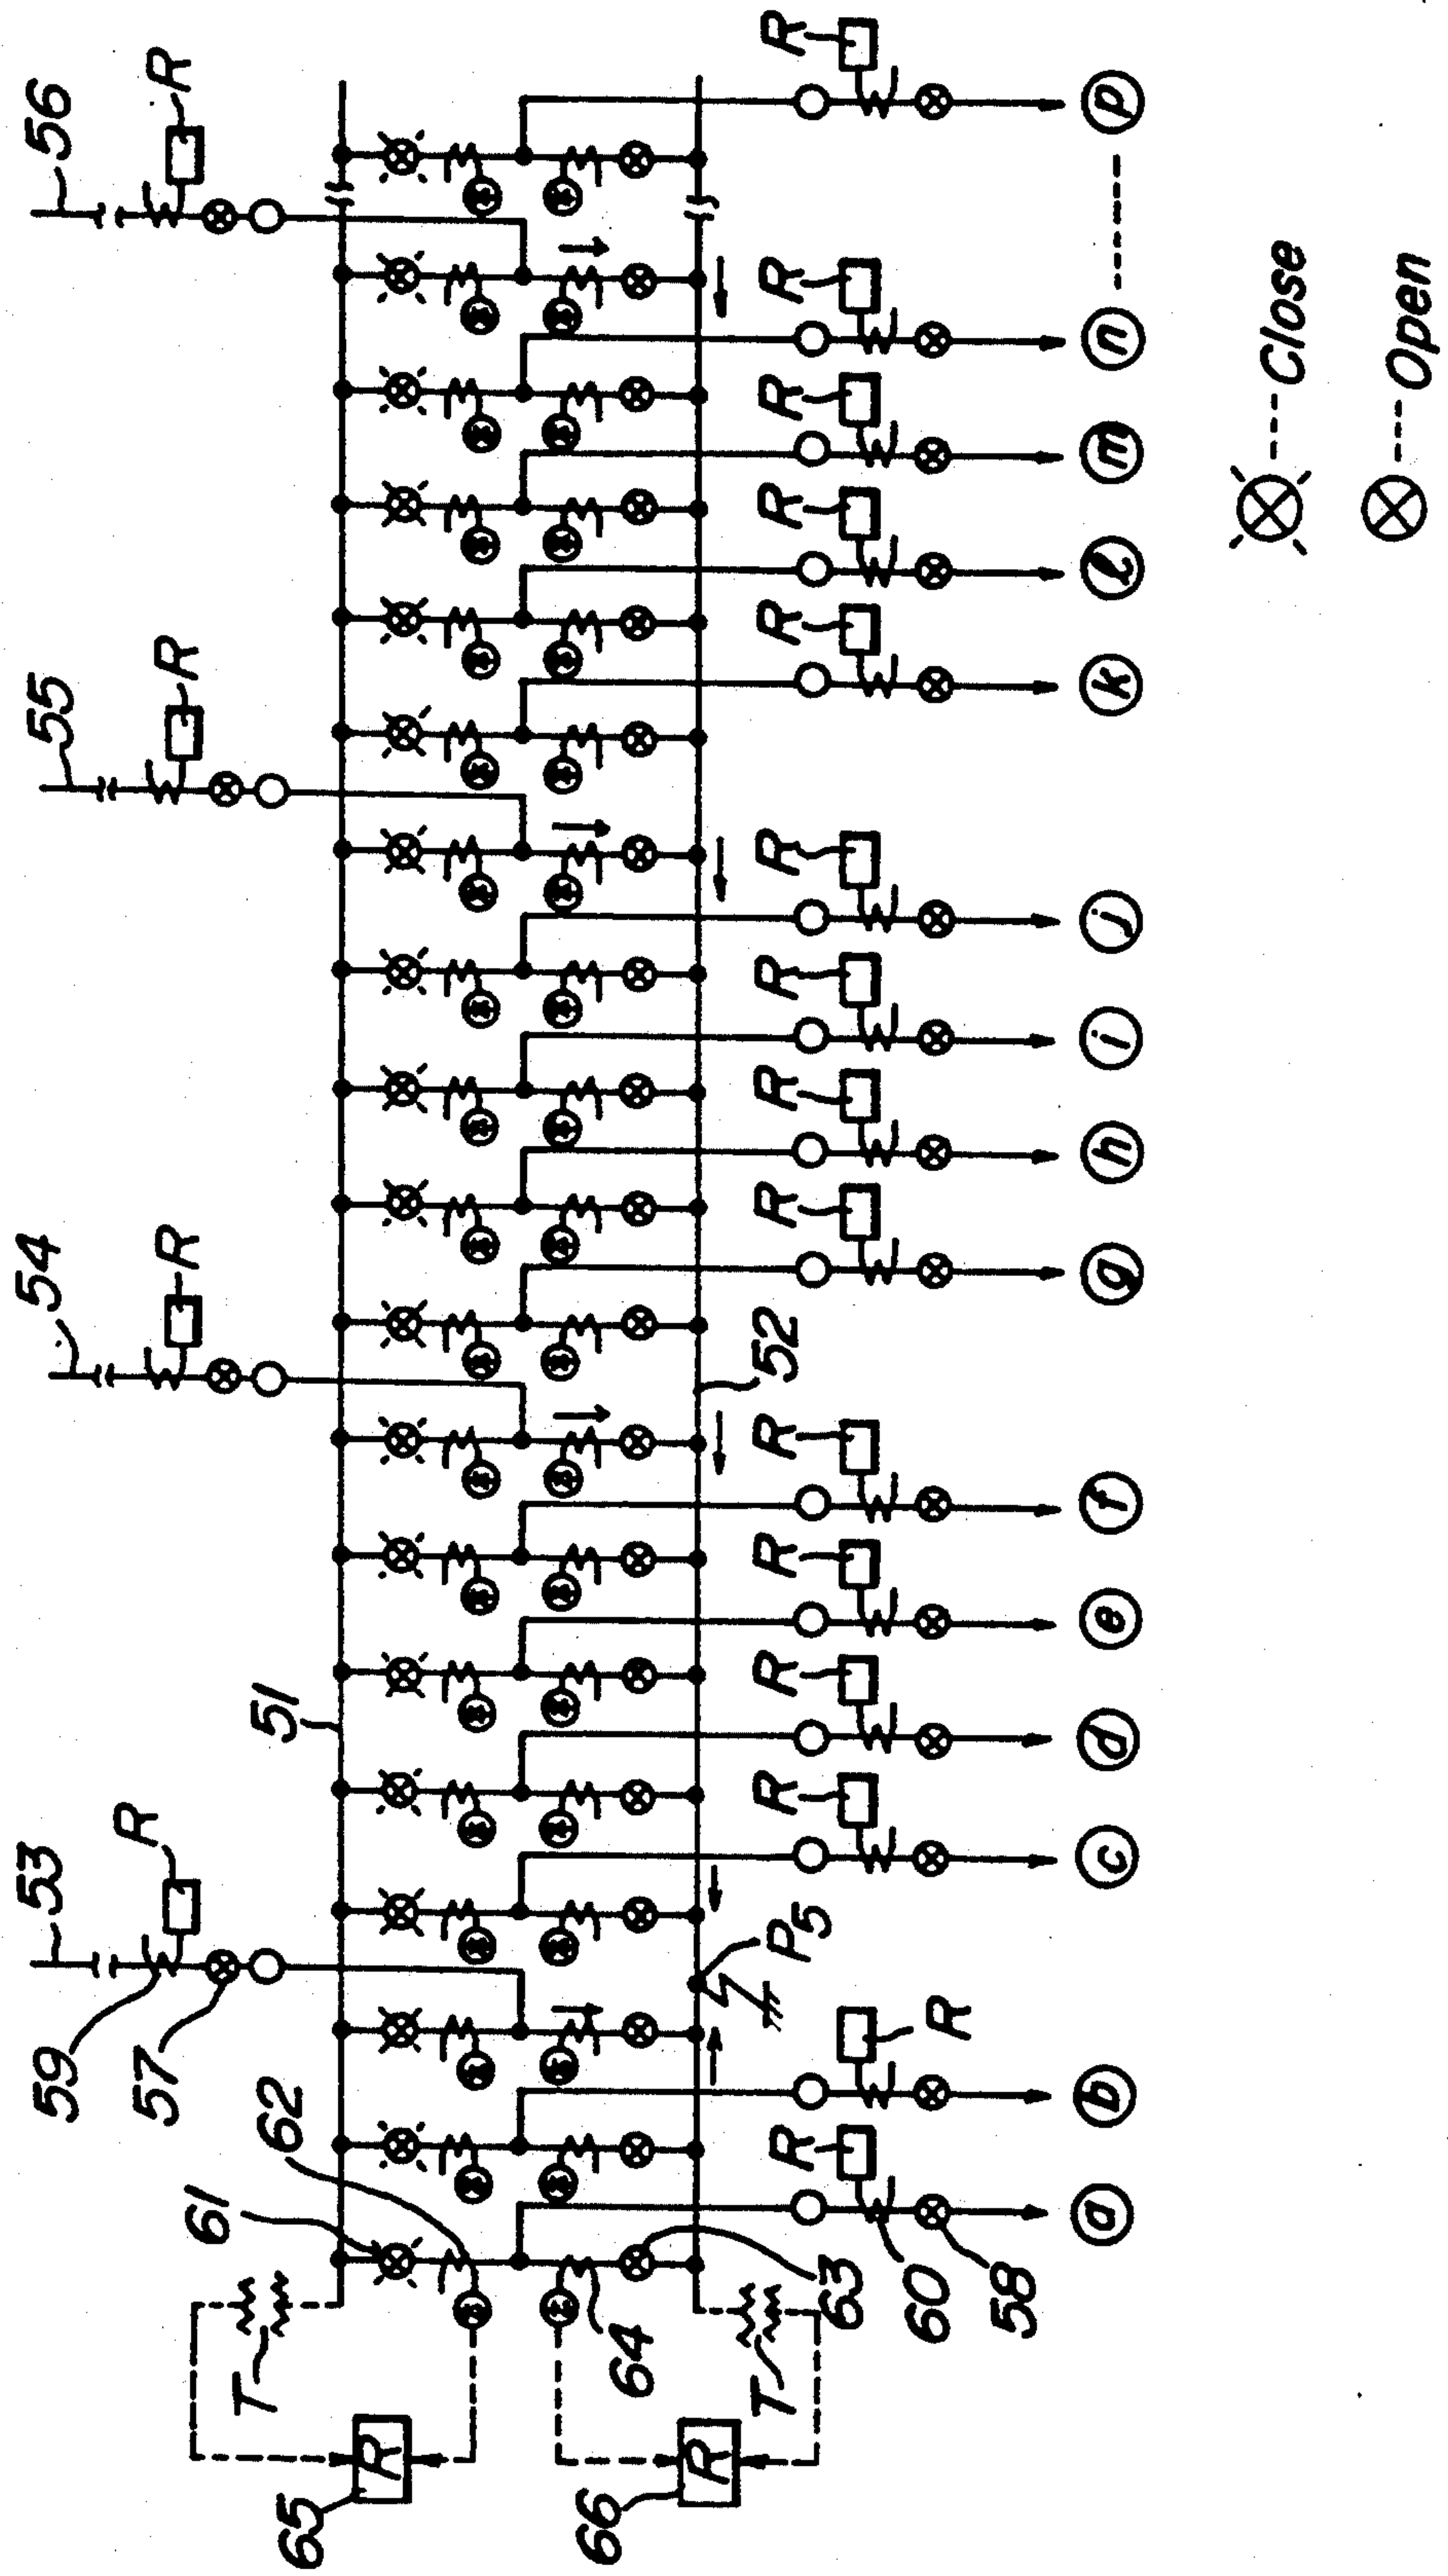 53 54 55 56
59 R R R R
57
61 T
62 51
65 R
66 R
64
52
T P5 R R R R R R R R R R R R R R
63
60 R
58
a b c d e f g h i j k l m n ------ p
--- Close
--- Open